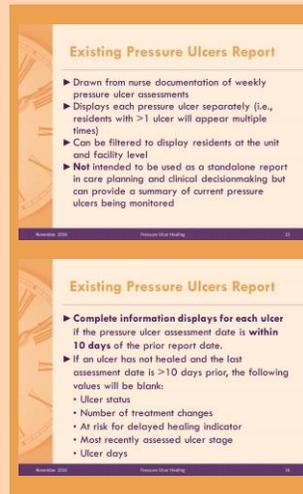 Existing Pressure Ulcers Report
►Drawn from nurse documentation of weekly
pressure ulcer assessments
►Displays each pressure ulcer separately (i.e.,
residents with >1 ulcer will appear multiple
times)
►Can be filtered to display residents at the unit
and facility level
►Not intended to be used as a standalone report
in care planning and clinical decisionmaking but
can provide a summary of current pressure
ulcers being monitored
November 2016 Pressure Ulcer Healing 15
Existing Pressure Ulcers Report
►Complete information displays for each ulcer
if the pressure ulcer assessment date is within
10 days of the prior report date.
►If an ulcer has not healed and the last
assessment date is >10 days prior, the following
values will be blank:
• Ulcer status
• Number of treatment changes
• At risk for delayed healing indicator
• Most recently assessed ulcer stage
• Ulcer days
November 2016 Pressure Ulcer Healing 16